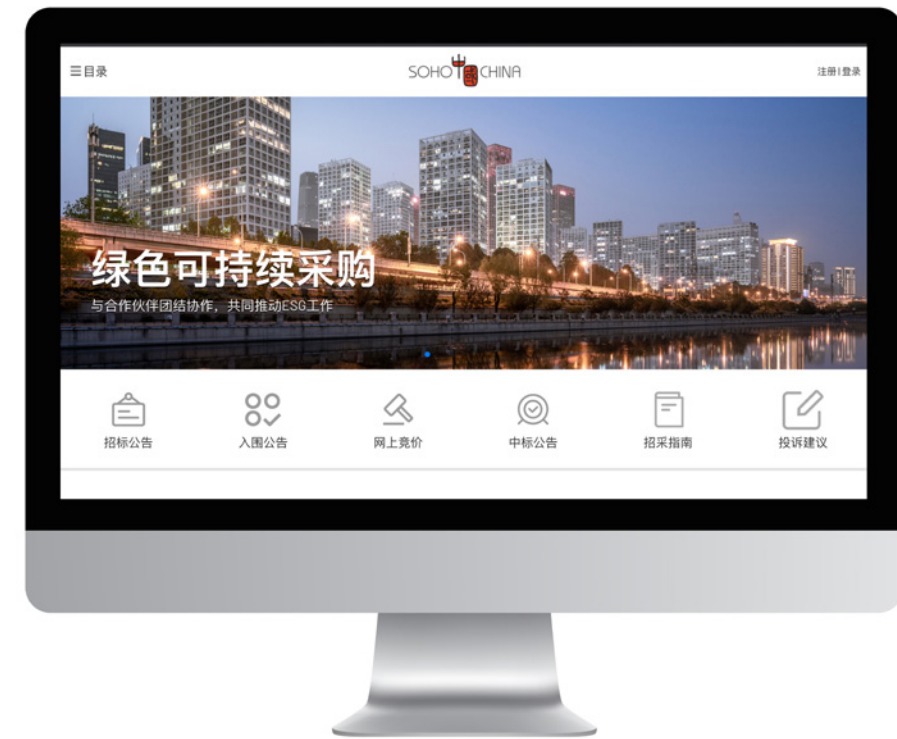 ☰目录
SOHO中國CHINA
注册|登录
绿色可持续采购
与合作伙伴团结协作，共同推动ESG工作
招标公告
入围公告
网上竞价
中标公告
招采指南
投诉建议